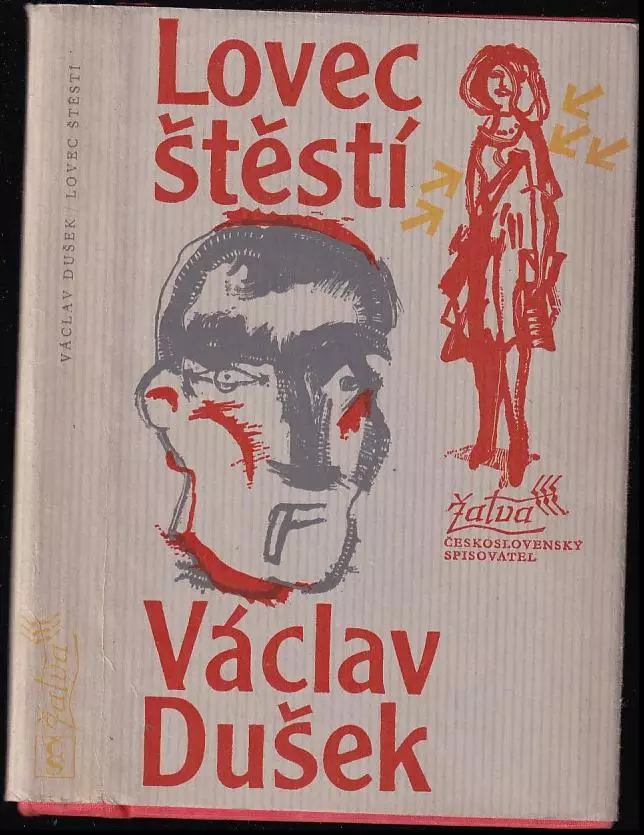 VÁCLAV DUŠEK / LOVEC ŠTĚSTÍ
Žatva
Lovec
štěstí
Žatva
ČESKOSLOVENSKÝ
SPISOVATEL
Václav
Dušek